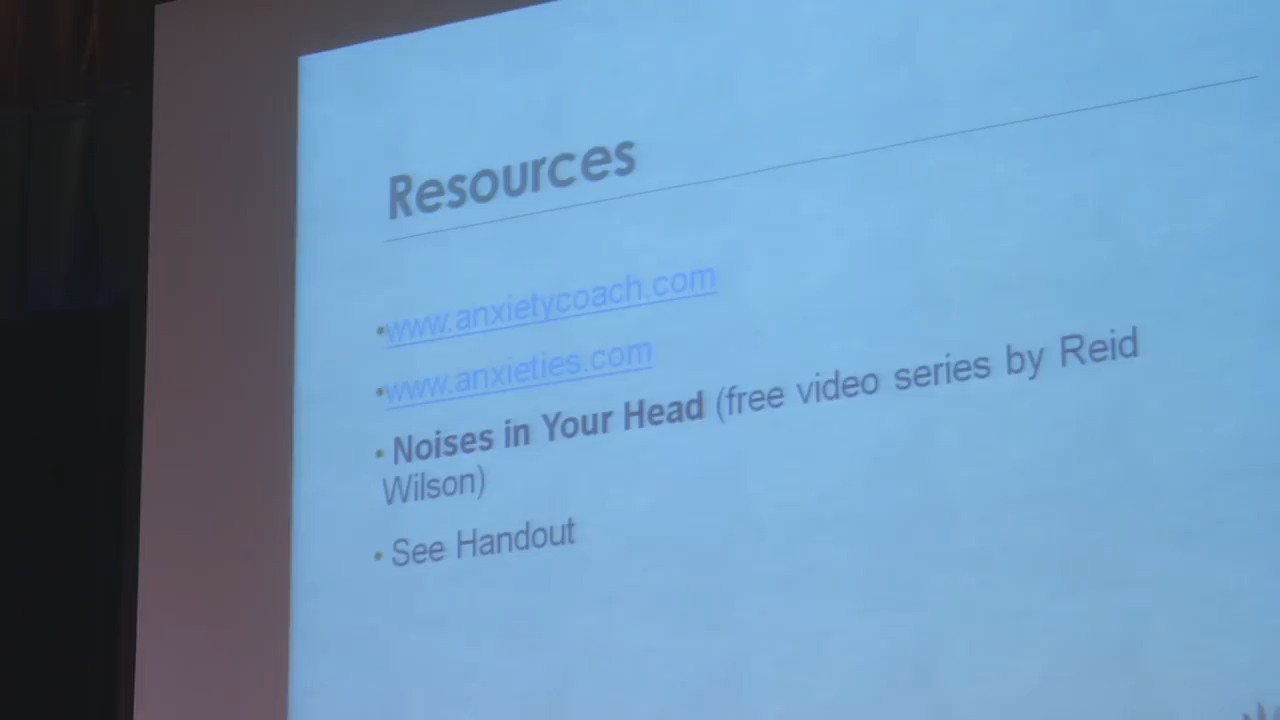 Resources
•www.anxietycoach.com
•www.anxieties.com
• Noises in Your Head (free video series by Reid
Wilson)
• See Handout